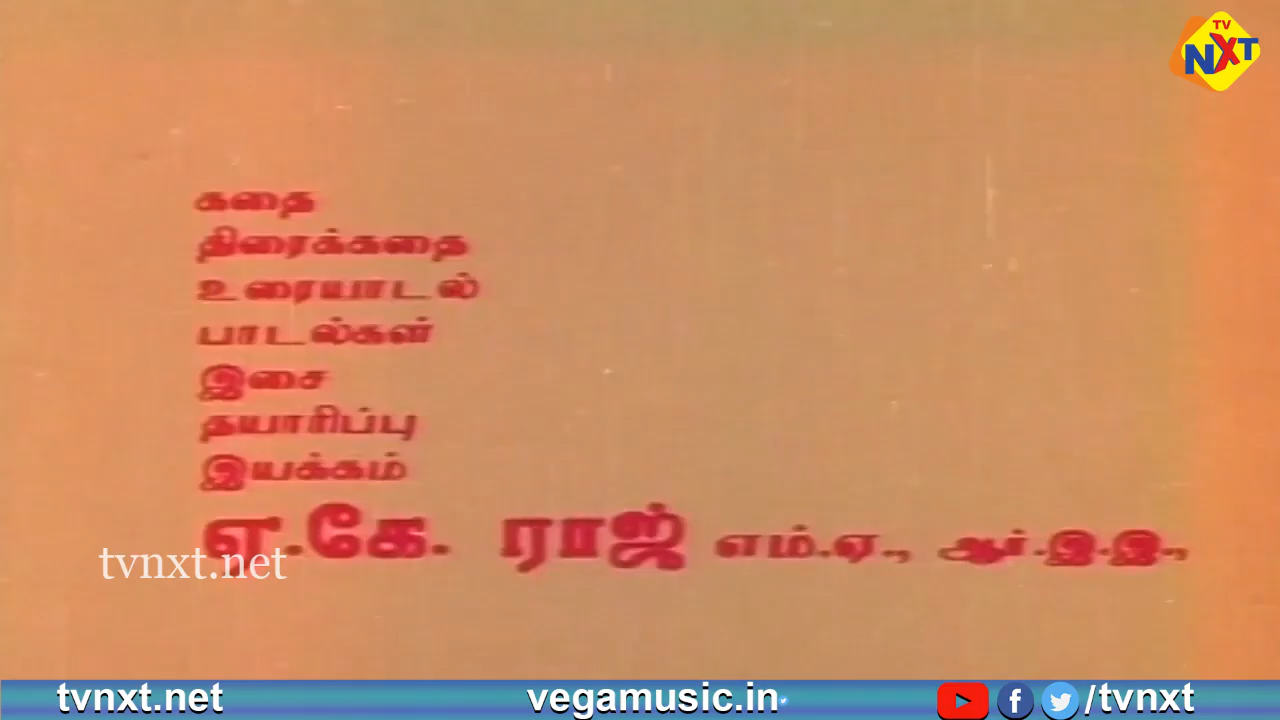 TV
NXT
கதை
திரைக்கதை
உரையாடல்
பாடல்கள்
இசை
தயாரிப்பு
இயக்கம்
ஏ.கே. ராஜ் எம்.ஏ., ஆர்.இ.இ.,
tvnxt.net
tvnxt.net vegamusic.in /tvnxt